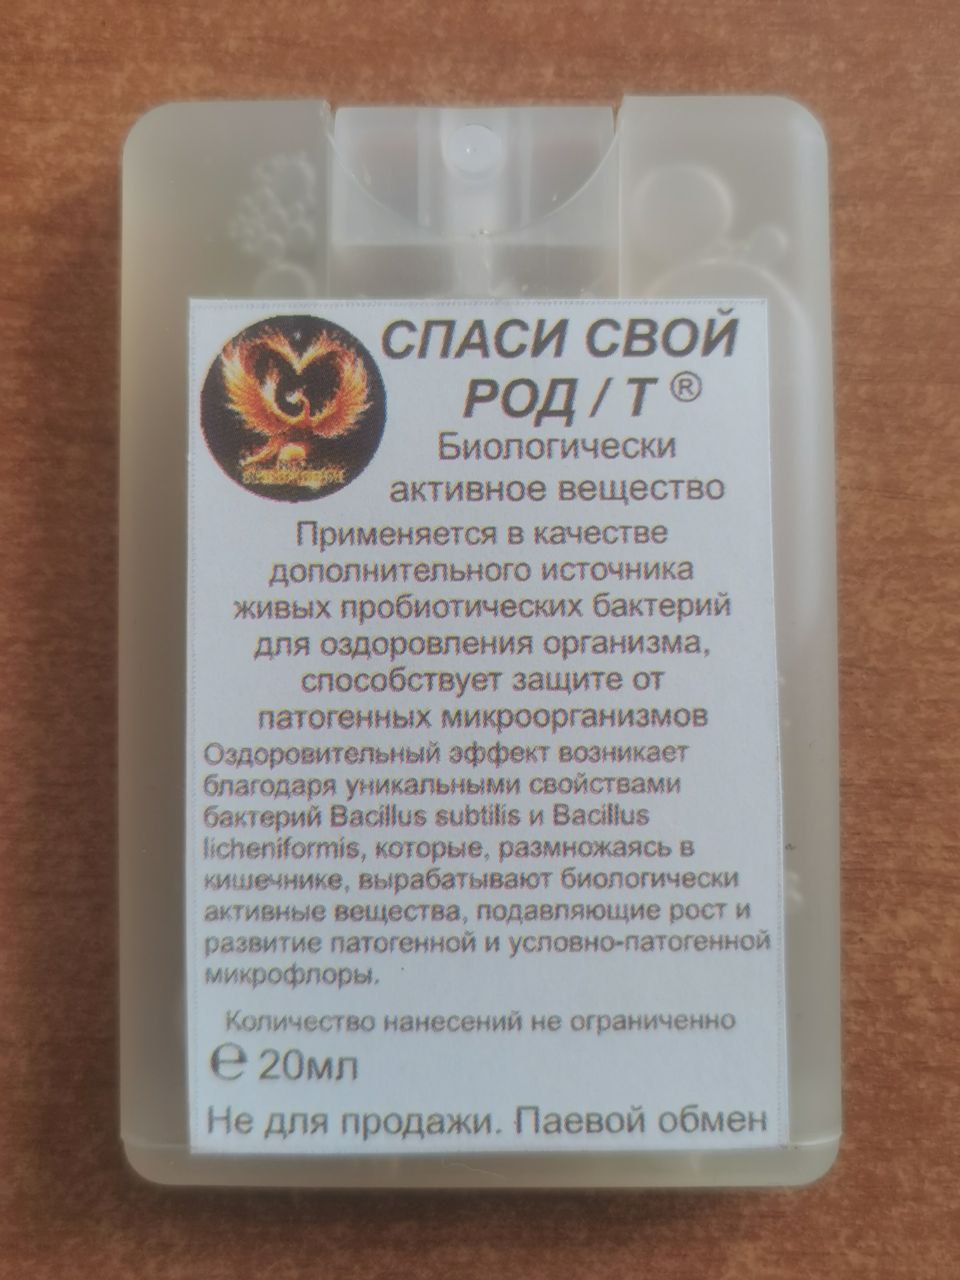 СПАСИ СВОЙ
РОД / Т ®
Биологически
активное вещество
Применяется в качестве
дополнительного источника
живых пробиотических бактерий
для оздоровления организма,
способствует защите от
патогенных микроорганизмов
Оздоровительный эффект возникает
благодаря уникальными свойствами
бактерий Bacillus subtilis и Bacillus
licheniformis, которые, размножаясь в
кишечнике, вырабатывают биологически
активные вещества, подавляющие рост и
развитие патогенной и условно-патогенной
микрофлоры.
Количество нанесений не ограниченно
℮ 20мл
Не для продажи. Паевой обмен